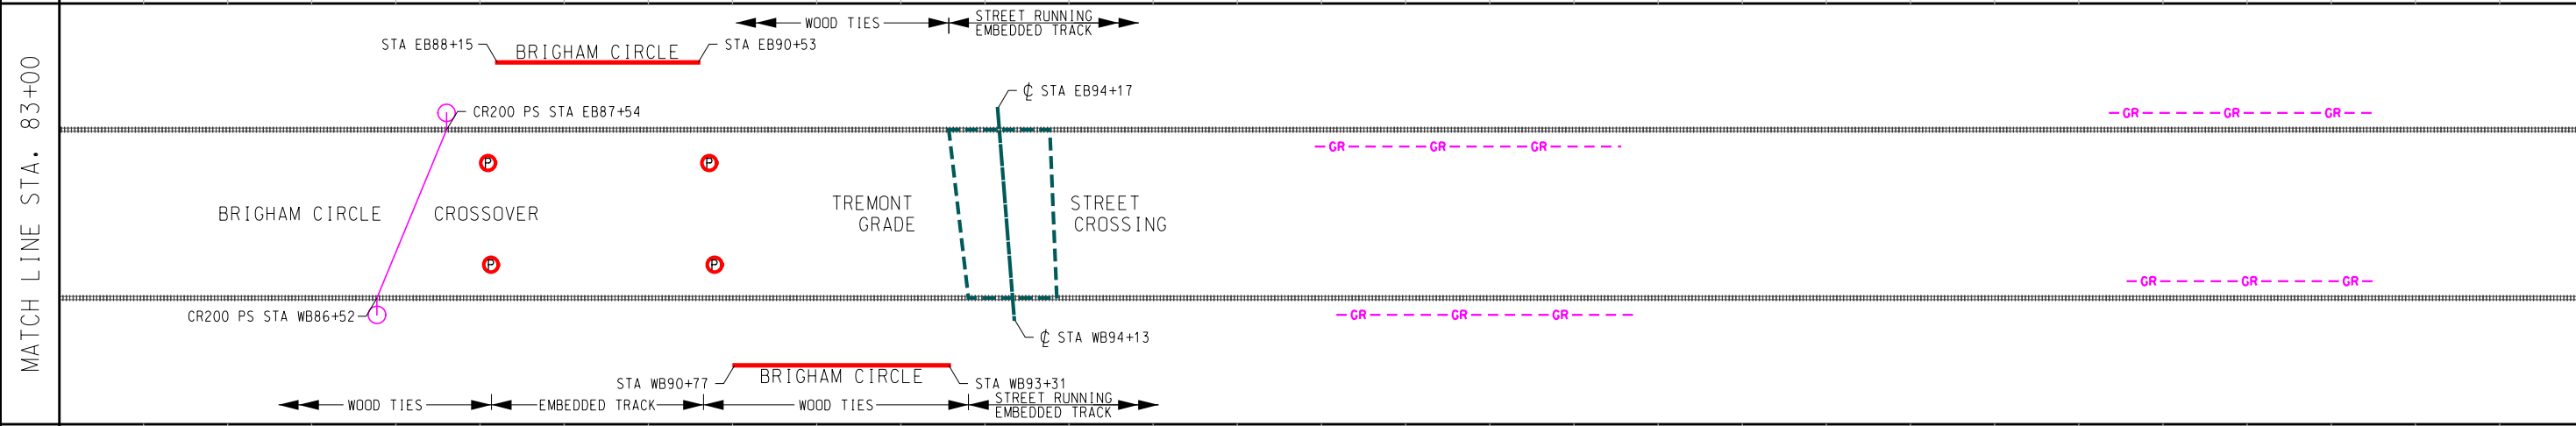 MATCH LINE STA. 83+00
WOOD TIES
STREET RUNNING
EMBEDDED TRACK
STA EB88+15
BRIGHAM CIRCLE
STA EB90+53
℄ STA EB94+17
CR200 PS STA EB87+54
GR GR GR
GR GR GR
P P
BRIGHAM CIRCLE CROSSOVER
TREMONT STREET
GRADE CROSSING
P P
GR GR GR
CR200 PS STA WB86+52
GR GR GR
℄ STA WB94+13
STA WB90+77
BRIGHAM CIRCLE
STA WB93+31
WOOD TIES
EMBEDDED TRACK
WOOD TIES
STREET RUNNING
EMBEDDED TRACK